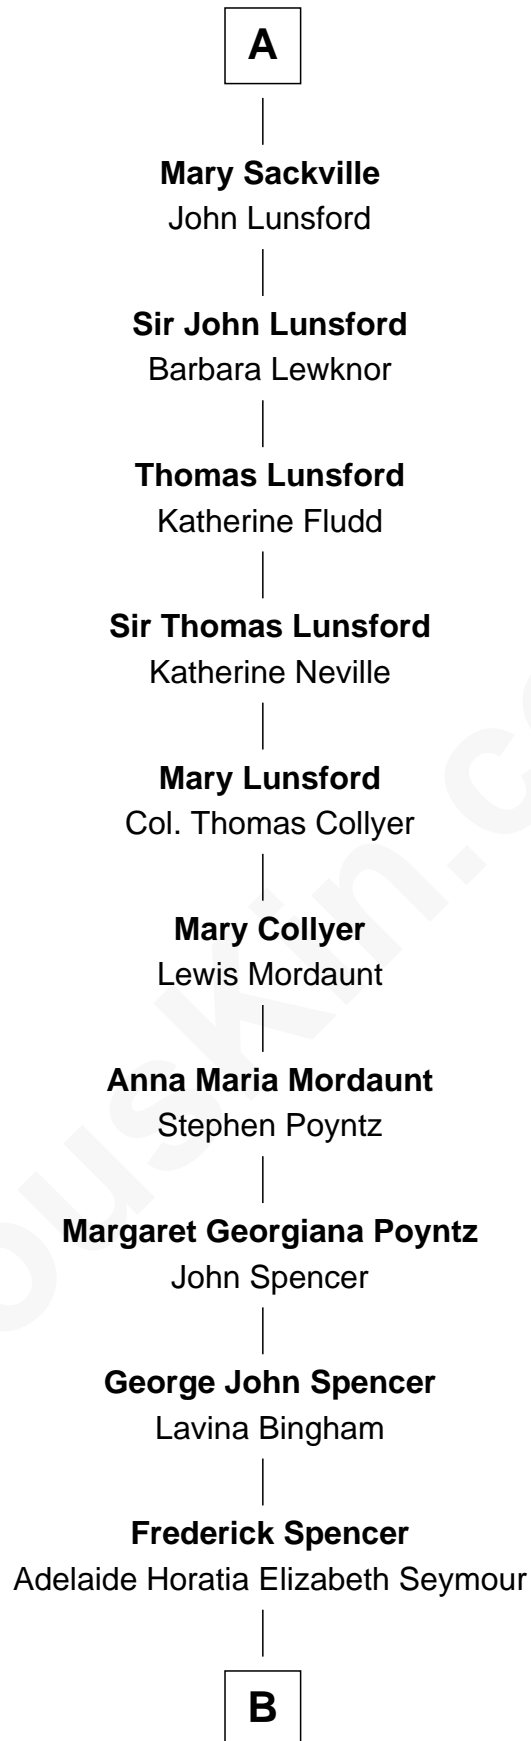 A
Mary Sackville
John Lunsford
Sir John Lunsford
Barbara Lewknor
Thomas Lunsford
Katherine Fludd
Sir Thomas Lunsford
Katherine Neville
Mary Lunsford
Col. Thomas Collyer
Mary Collyer
Lewis Mordaunt
Anna Maria Mordaunt
Stephen Poyntz
Margaret Georgiana Poyntz
John Spencer
George John Spencer
Lavina Bingham
Frederick Spencer
Adelaide Horatia Elizabeth Seymour
B